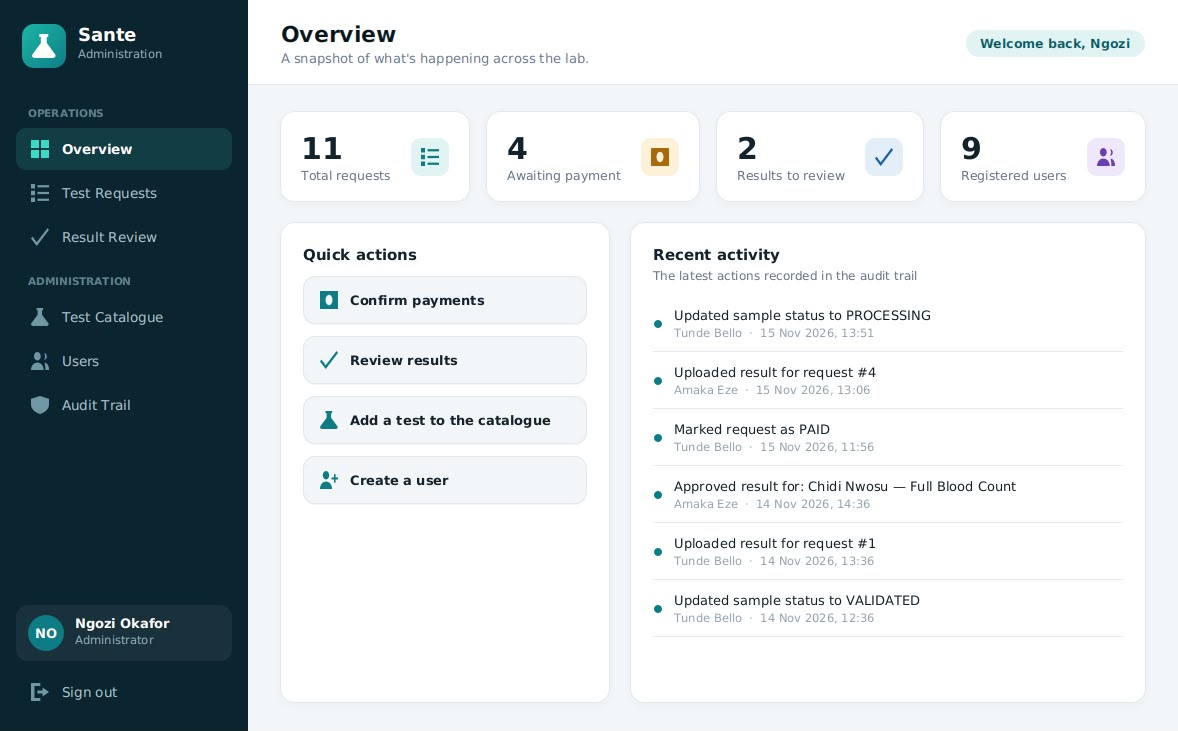 Sante
Administration
OPERATIONS
Overview
Test Requests
Result Review
ADMINISTRATION
Test Catalogue
Users
Audit Trail
NO
Ngozi Okafor
Administrator
Sign out
Overview
A snapshot of what's happening across the lab.
Welcome back, Ngozi
11
Total requests
4
Awaiting payment
2
Results to review
9
Registered users
Quick actions
Confirm payments
Review results
Add a test to the catalogue
Create a user
Recent activity
The latest actions recorded in the audit trail
Updated sample status to PROCESSING
Tunde Bello · 15 Nov 2026, 13:51
Uploaded result for request #4
Amaka Eze · 15 Nov 2026, 13:06
Marked request as PAID
Tunde Bello · 15 Nov 2026, 11:56
Approved result for: Chidi Nwosu — Full Blood Count
Amaka Eze · 14 Nov 2026, 14:36
Uploaded result for request #1
Tunde Bello · 14 Nov 2026, 13:36
Updated sample status to VALIDATED
Tunde Bello · 14 Nov 2026, 12:36